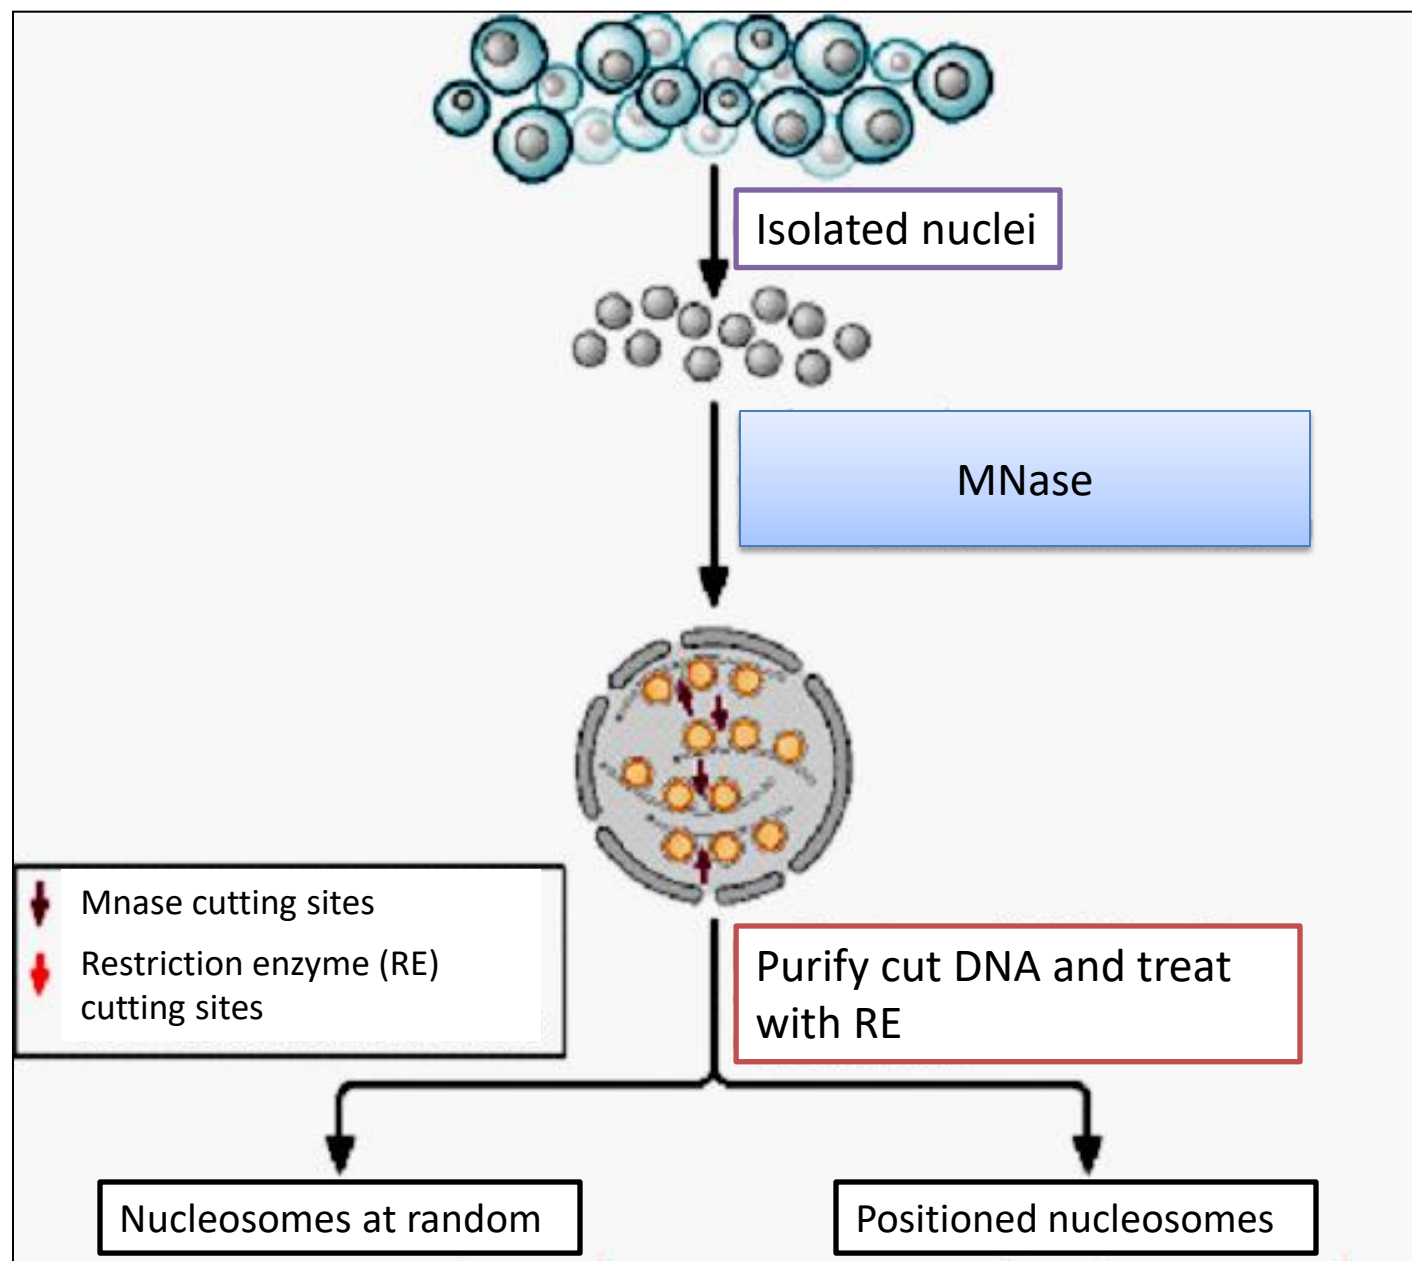 Isolated nuclei
MNase
Mnase cutting sites
Restriction enzyme (RE)
cutting sites
Purify cut DNA and treat
with RE
Nucleosomes at random
Positioned nucleosomes